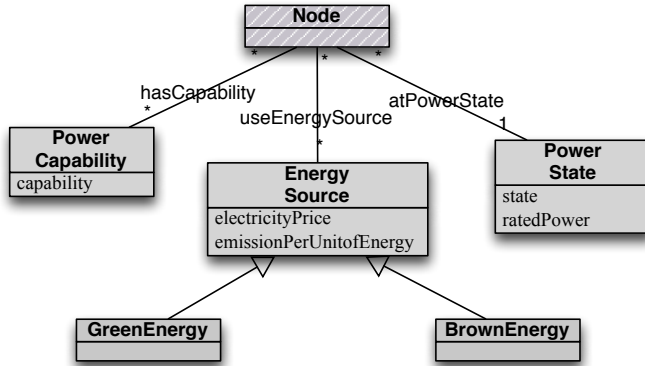 Node
* * *
hasCapability
atPowerState
*
useEnergySource
1
*
Power
Capability
capability
Energy
Source
electricityPrice
emissionPerUnitofEnergy
Power
State
state
ratedPower
GreenEnergy
BrownEnergy